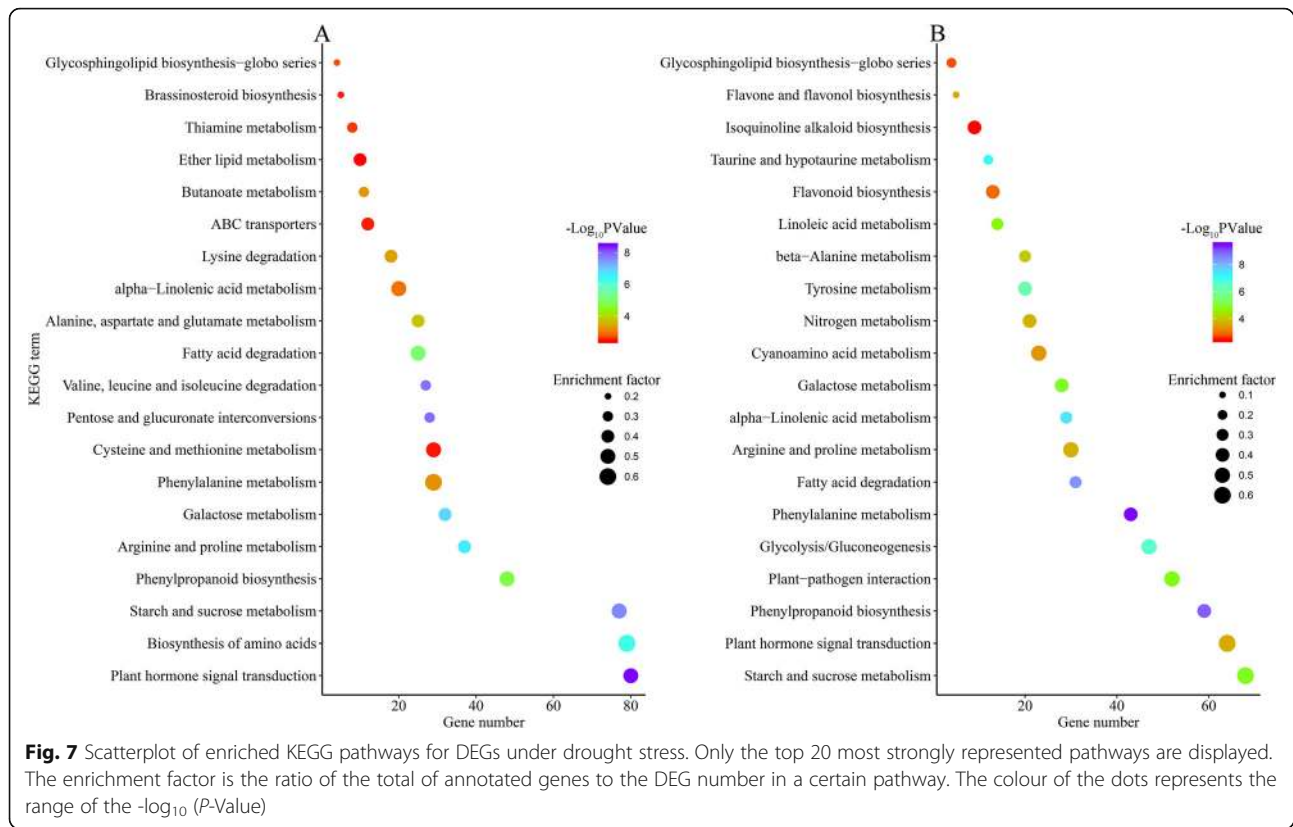 A
Glycosphingolipid biosynthesis−globo series
Brassinosteroid biosynthesis
Thiamine metabolism
Ether lipid metabolism
Butanoate metabolism
ABC transporters
Lysine degradation
alpha−Linolenic acid metabolism
Alanine, aspartate and glutamate metabolism
Fatty acid degradation
Valine, leucine and isoleucine degradation
Pentose and glucuronate interconversions
Cysteine and methionine metabolism
Phenylalanine metabolism
Galactose metabolism
Arginine and proline metabolism
Phenylpropanoid biosynthesis
Starch and sucrose metabolism
Biosynthesis of amino acids
Plant hormone signal transduction
KEGG term
20 40 60 80
Gene number
-Log10PValue
8
6
4
Enrichment factor
0.2
0.3
0.4
0.5
0.6
B
Glycosphingolipid biosynthesis−globo series
Flavone and flavonol biosynthesis
Isoquinoline alkaloid biosynthesis
Taurine and hypotaurine metabolism
Flavonoid biosynthesis
Linoleic acid metabolism
beta−Alanine metabolism
Tyrosine metabolism
Nitrogen metabolism
Cyanoamino acid metabolism
Galactose metabolism
alpha−Linolenic acid metabolism
Arginine and proline metabolism
Fatty acid degradation
Phenylalanine metabolism
Glycolysis/Gluconeogenesis
Plant−pathogen interaction
Phenylpropanoid biosynthesis
Plant hormone signal transduction
Starch and sucrose metabolism
20 40 60
Gene number
-Log10PValue
8
6
4
Enrichment factor
0.1
0.2
0.3
0.4
0.5
0.6
Fig. 7 Scatterplot of enriched KEGG pathways for DEGs under drought stress. Only the top 20 most strongly represented pathways are displayed.
The enrichment factor is the ratio of the total of annotated genes to the DEG number in a certain pathway. The colour of the dots represents the
range of the -log10 (P-Value)